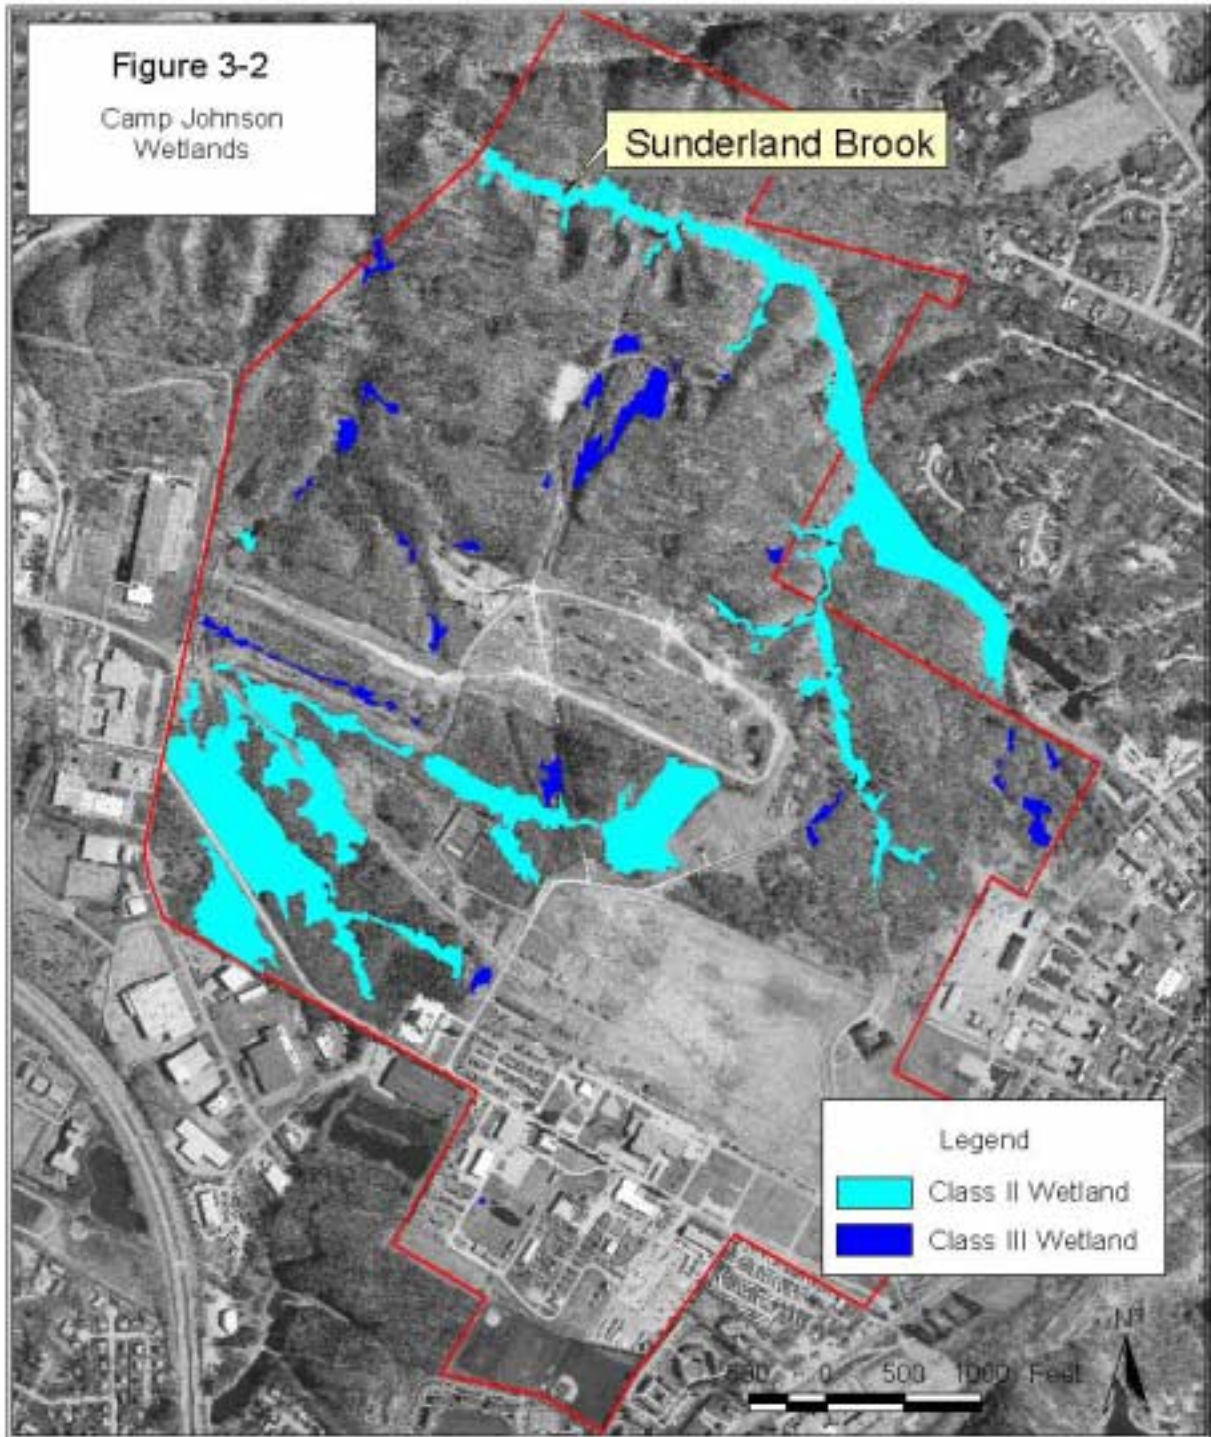 Figure 3-2
Camp Johnson
Wetlands
Sunderland Brook
Legend
Class II Wetland
Class III Wetland
N
500 0 500 1000 Feet